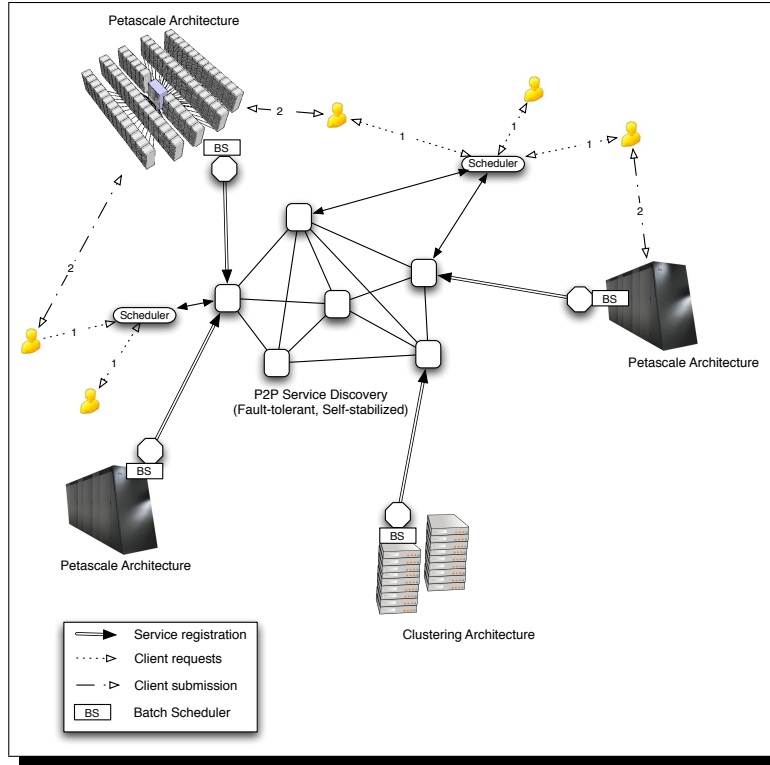 Petascale Architecture
2
1
1
BS
Scheduler
1
2
2
BS
Scheduler
1
Petascale Architecture
1
P2P Service Discovery
(Fault-tolerant, Self-stabilized)
BS
BS
Petascale Architecture
Clustering Architecture
Service registration
Client requests
Client submission
BS
Batch Scheduler